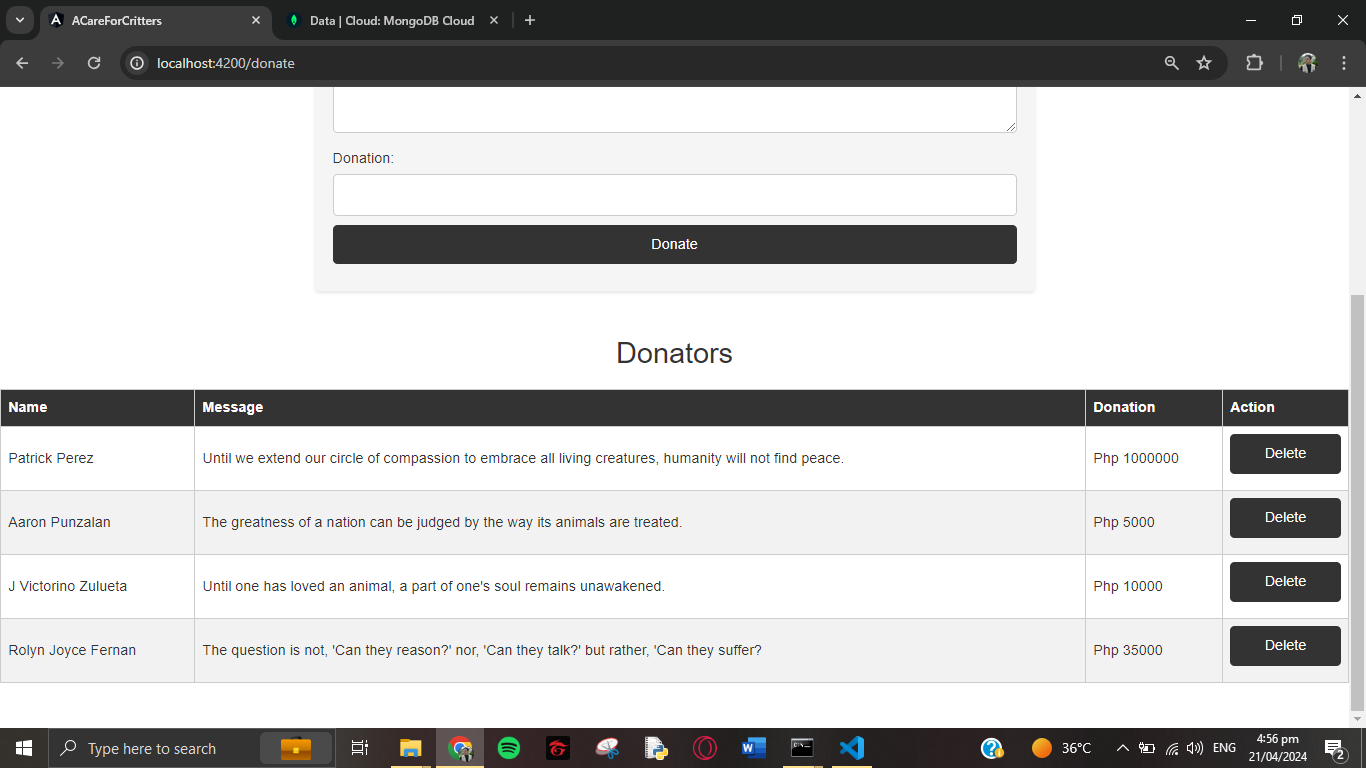 ACareForCritters
Data | Cloud: MongoDB Cloud
localhost:4200/donate
Donation:
Donate
Donators
Name Message Donation Action
Patrick Perez Until we extend our circle of compassion to embrace all living creatures, humanity will not find peace. Php 1000000 Delete
Aaron Punzalan The greatness of a nation can be judged by the way its animals are treated. Php 5000 Delete
J Victorino Zulueta Until one has loved an animal, a part of one's soul remains unawakened. Php 10000 Delete
Rolyn Joyce Fernan The question is not, 'Can they reason?' nor, 'Can they talk?' but rather, 'Can they suffer? Php 35000 Delete
Type here to search
36°C
ENG
4:56 pm
21/04/2024
2